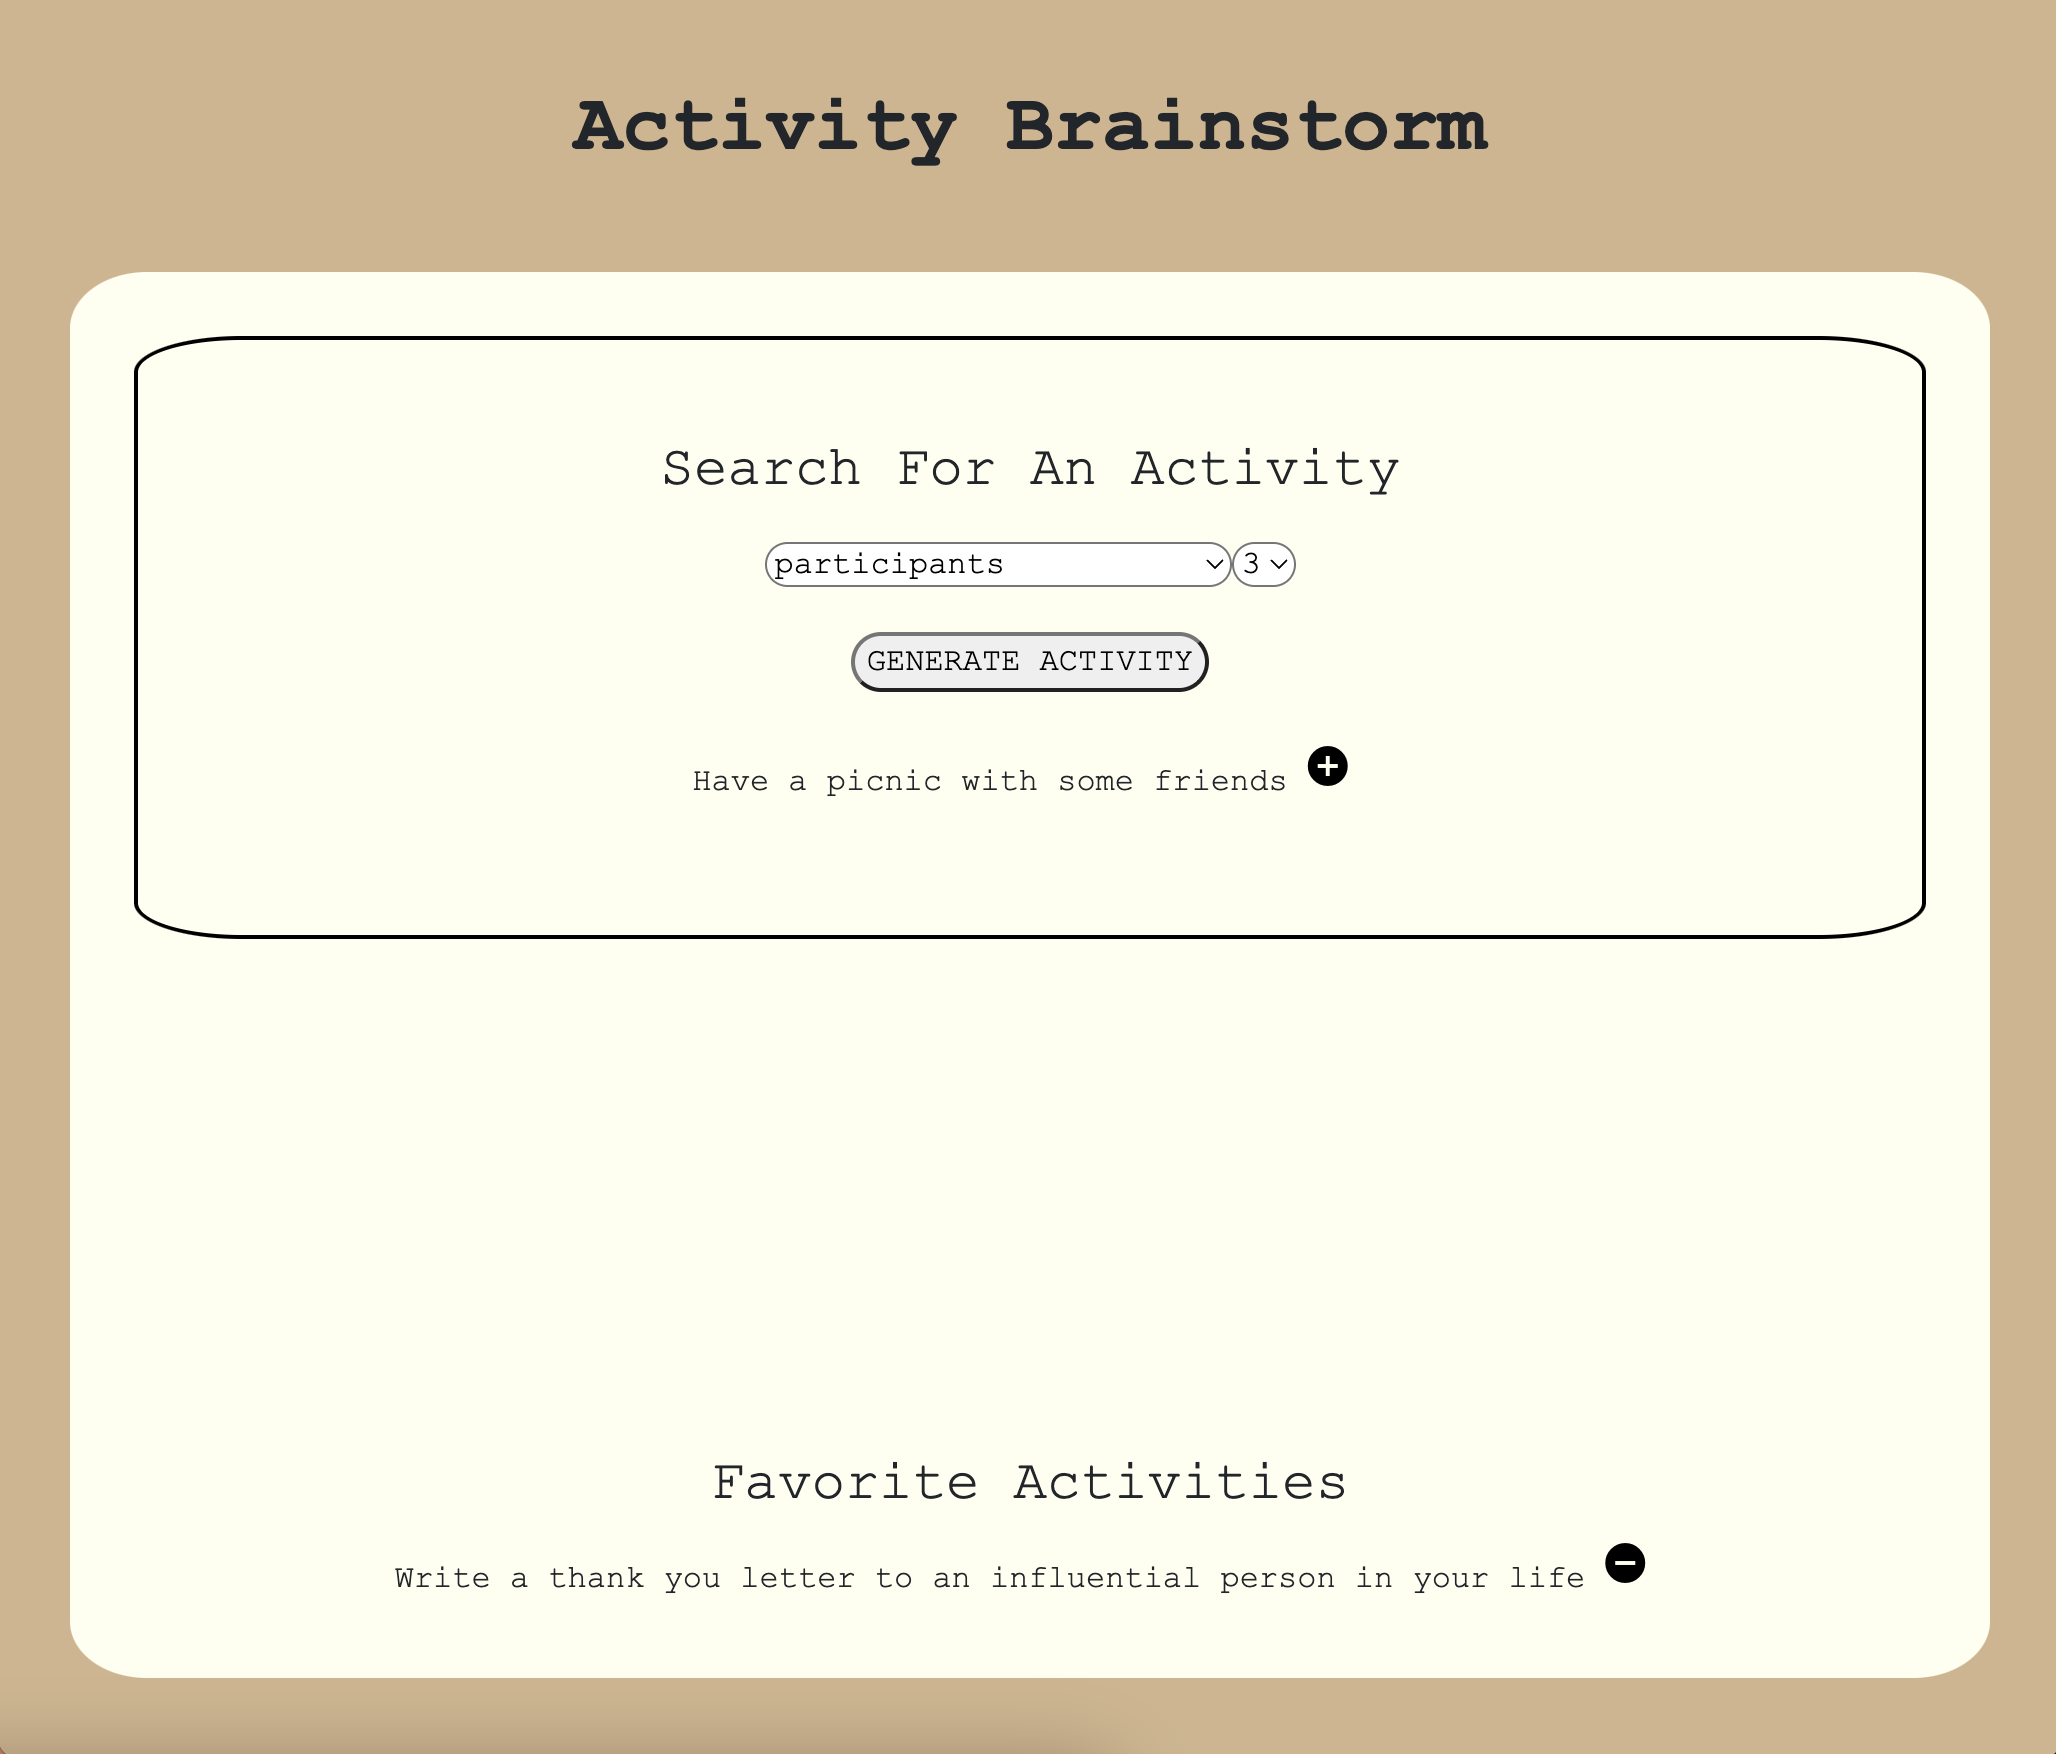 Activity Brainstorm
Search For An Activity
participants 3
GENERATE ACTIVITY
Have a picnic with some friends
Favorite Activities
Write a thank you letter to an influential person in your life